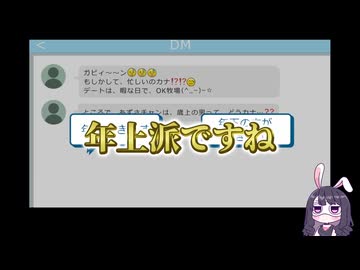 <
DM
ガビィ〜〜ン😥😥😥
もしかして、忙しいのカナ⁉️⁉️😅
デートは、暇な日で、OK牧場(^_−)−☆
ところで、あずさチャンは、歳上の男って、どうカナ
年上派ですね